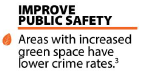 IMPROVE
PUBLIC SAFETY
Areas with increased
green space have
lower crime rates.³